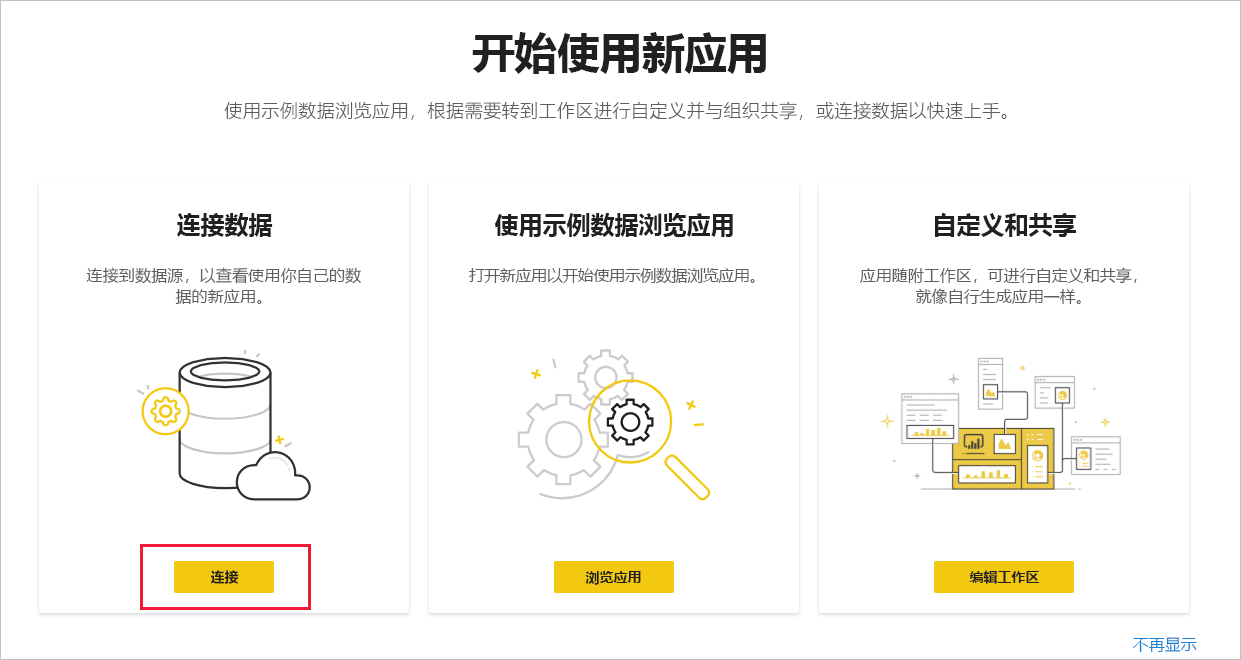 开始使用新应用
使用示例数据浏览应用，根据需要转到工作区进行自定义并与组织共享，或连接数据以快速上手。
连接数据
连接到数据源，以查看使用你自己的数
据的新应用。
连接
使用示例数据浏览应用
打开新应用以开始使用示例数据浏览应用。
浏览应用
自定义和共享
应用随附工作区，可进行自定义和共享，
就像自行生成应用一样。
编辑工作区
不再显示